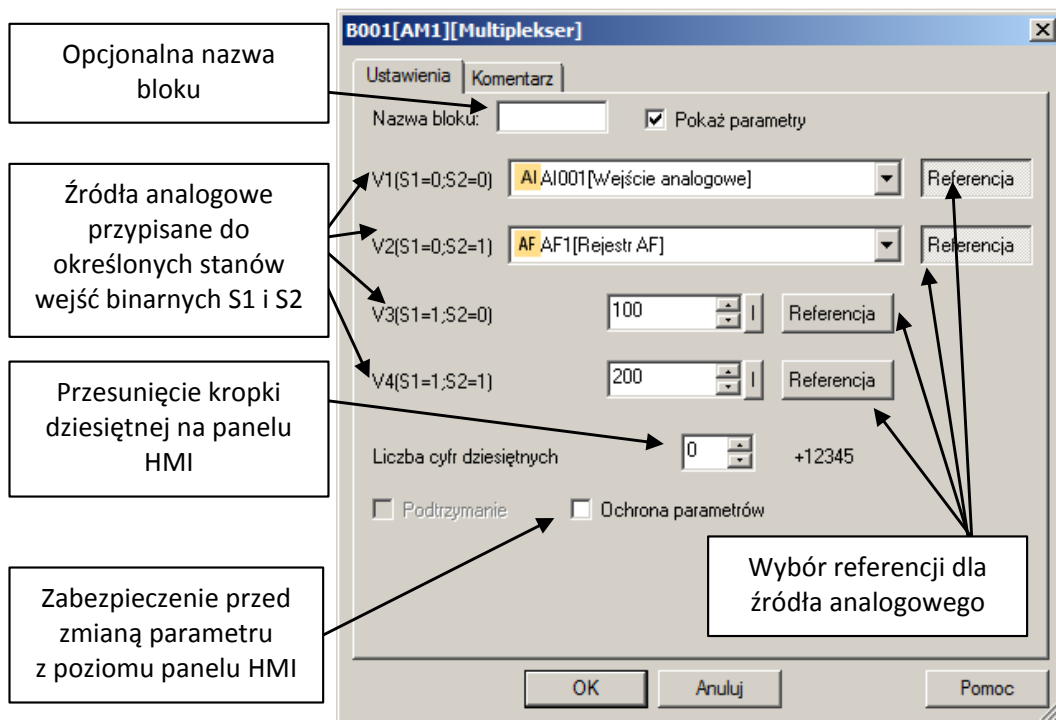 Opcjonalna nazwa
bloku
Źródła analogowe
przypisane do
określonych stanów
wejść binarnych S1 i S2
Przesunięcie kropki
dziesiętnej na panelu
HMI
Zabezpieczenie przed
zmianą parametru
z poziomu panelu HMI
B001[AM1][Multiplekser]
Ustawienia Komentarz
Nazwa bloku: Pokaż parametry
V1(S1=0;S2=0) AI AI001[Wejście analogowe] Referencja
V2(S1=0;S2=1) AF AF1[Rejestr AF] Referencja
V3(S1=1;S2=0) 100 I Referencja
V4(S1=1;S2=1) 200 I Referencja
Liczba cyfr dziesiętnych 0 +12345
Podtrzymanie Ochrona parametrów
Wybór referencji dla
źródła analogowego
OK Anuluj Pomoc